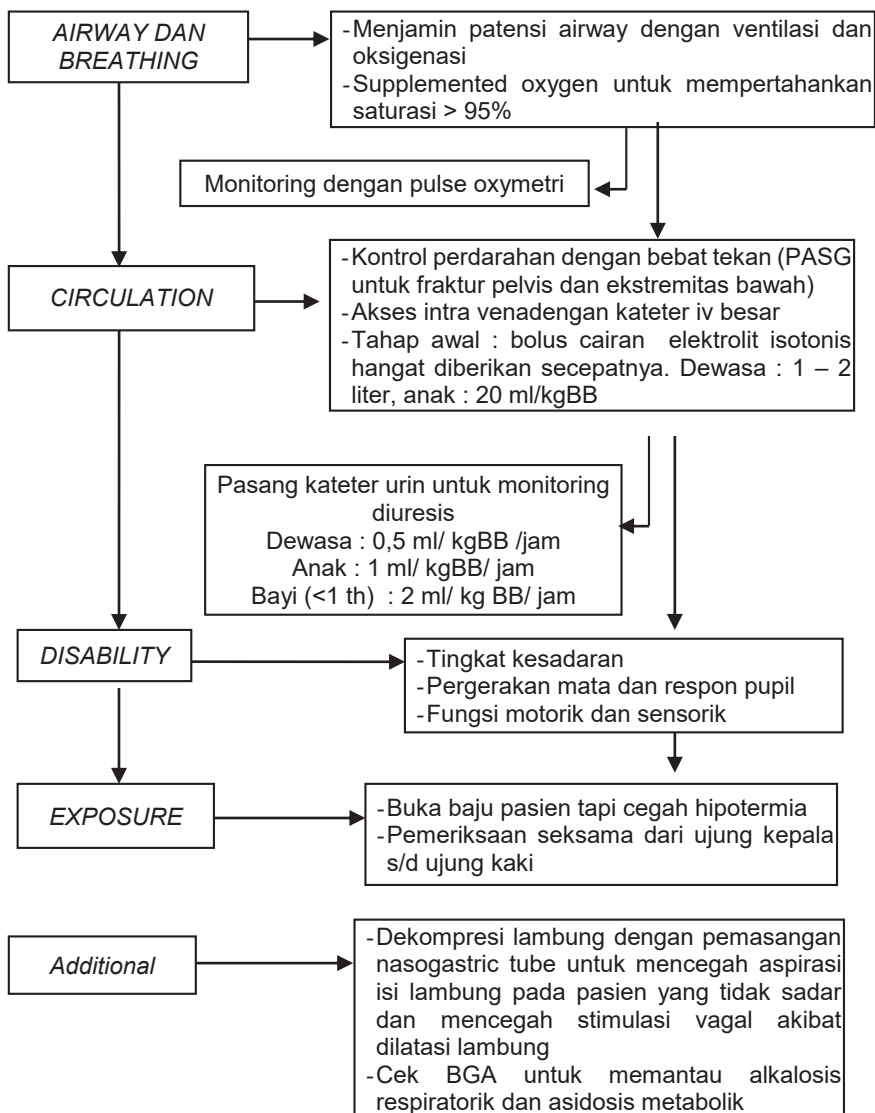 AIRWAY DAN
BREATHING
-Menjamin patensi airway dengan ventilasi dan
oksigenasi
-Supplemented oxygen untuk mempertahankan
saturasi > 95%
Monitoring dengan pulse oxymetri
CIRCULATION
-Kontrol perdarahan dengan bebat tekan (PASG
untuk fraktur pelvis dan ekstremitas bawah)
-Akses intra venadengan kateter iv besar
-Tahap awal : bolus cairan elektrolit isotonis
hangat diberikan secepatnya. Dewasa : 1 – 2
liter, anak : 20 ml/kgBB
Pasang kateter urin untuk monitoring
diuresis
Dewasa : 0,5 ml/ kgBB /jam
Anak : 1 ml/ kgBB/ jam
Bayi (<1 th) : 2 ml/ kg BB/ jam
DISABILITY
-Tingkat kesadaran
-Pergerakan mata dan respon pupil
-Fungsi motorik dan sensorik
EXPOSURE
-Buka baju pasien tapi cegah hipotermia
-Pemeriksaan seksama dari ujung kepala
s/d ujung kaki
Additional
-Dekompresi lambung dengan pemasangan
nasogastric tube untuk mencegah aspirasi
isi lambung pada pasien yang tidak sadar
dan mencegah stimulasi vagal akibat
dilatasi lambung
-Cek BGA untuk memantau alkalosis
respiratorik dan asidosis metabolik